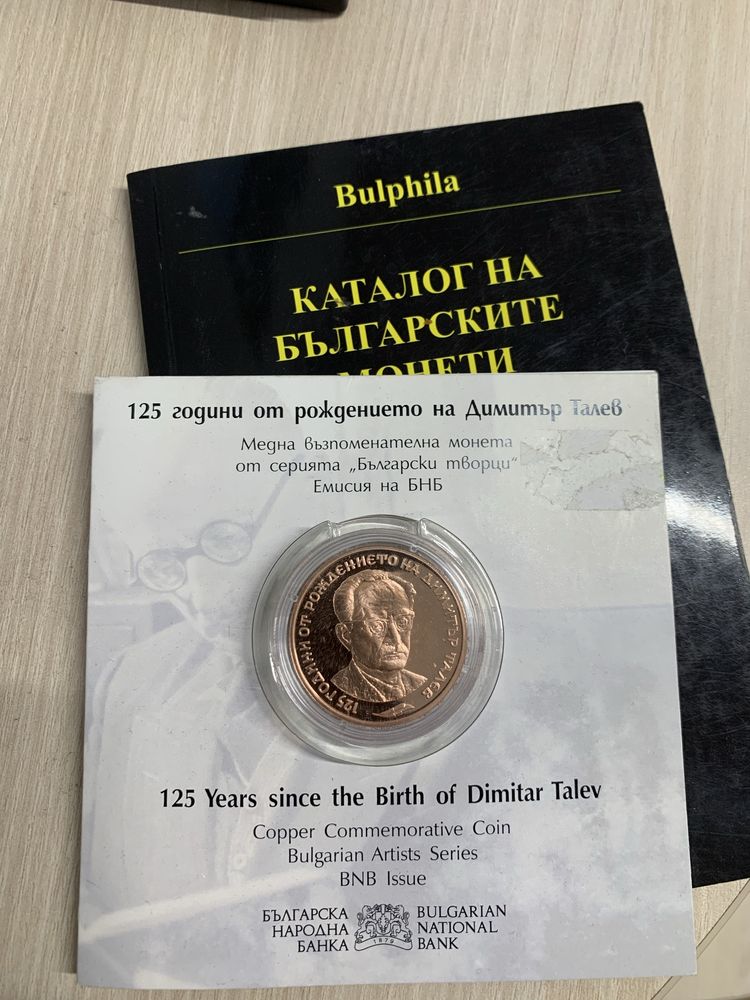 Bulphila
КАТАЛОГ НА
БЪЛГАРСКИТЕ
МОНЕТИ
125 години от рождението на Димитър Талев
Медна възпоменателна монета
от серията „Български творци“
Емисия на БНБ
125 ГОДИНИ ОТ РОЖДЕНИЕТО НА ДИМИТЪР ТАЛЕВ
125 Years since the Birth of Dimitar Talev
Copper Commemorative Coin
Bulgarian Artists Series
BNB Issue
БЪЛГАРСКА
НАРОДНА
БАНКА
1879
BULGARIAN
NATIONAL
BANK